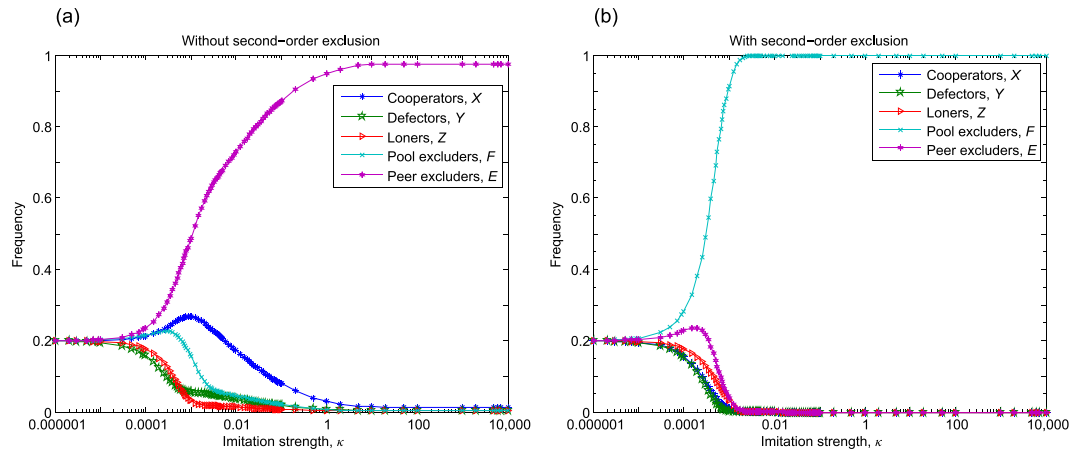 (a)
Without second−order exclusion
1
0.8
0.6
0.4
0.2
0
Frequency
Cooperators, X
Defectors, Y
Loners, Z
Pool excluders, F
Peer excluders, E
0.000001
0.0001
0.01
1
100
10,000
Imitation strength, κ
(b)
With second−order exclusion
1
0.8
0.6
0.4
0.2
0
Frequency
Cooperators, X
Defectors, Y
Loners, Z
Pool excluders, F
Peer excluders, E
0.000001
0.0001
0.01
1
100
10,000
Imitation strength, κ